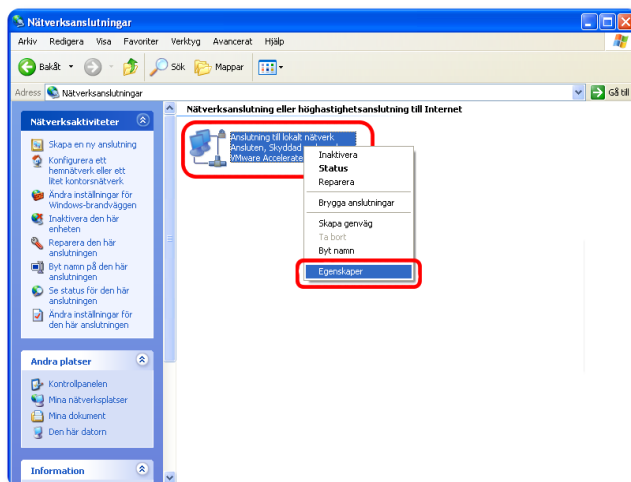 Nätverksanslutningar
Arkiv Redigera Visa Favoriter Verktyg Avancerat Hjälp
Bakåt Sök Mappar
Adress Nätverksanslutningar Gå till
Nätverksaktiviteter
Skapa en ny anslutning
Konfigurera ett
hemnätverk eller ett
litet kontorsnätverk
Ändra inställningar för
Windows-brandväggen
Inaktivera den här
enheten
Reparera den här
anslutningen
Byt namn på den här
anslutningen
Se status för den här
anslutningen
Ändra inställningar för
den här anslutningen
Andra platser
Kontrollpanelen
Mina nätverksplatser
Mina dokument
Den här datorn
Information
Nätverksanslutning eller höghastighetsanslutning till Internet
Anslutning till lokalt nätverk
Ansluten, Skyddad
VMware Accelerate
Inaktivera
Status
Reparera
Brygga anslutningar
Skapa genväg
Ta bort
Byt namn
Egenskaper